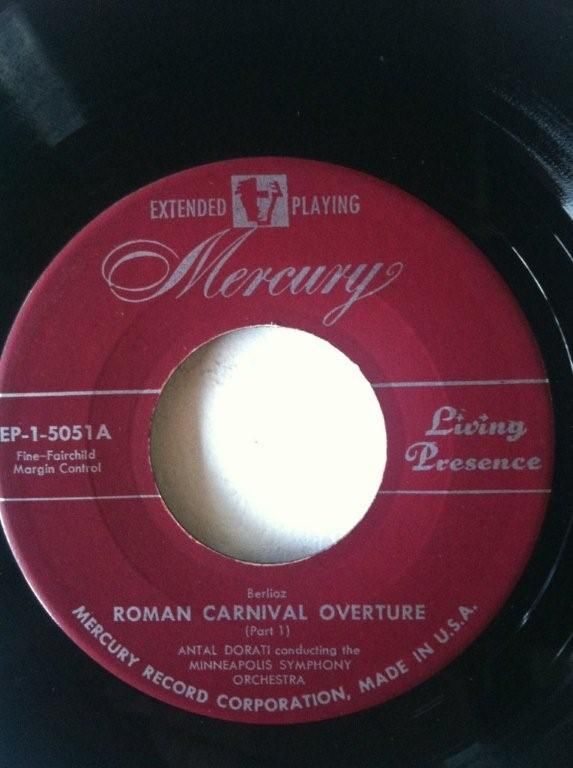 EXTENDED PLAYING
Mercury
EP-1-5051A
Fine-Fairchild
Margin Control
Living
Presence
Berlioz
ROMAN CARNIVAL OVERTURE
(Part 1)
ANTAL DORATI conducting the
MINNEAPOLIS SYMPHONY
ORCHESTRA
MERCURY RECORD CORPORATION, MADE IN U.S.A.